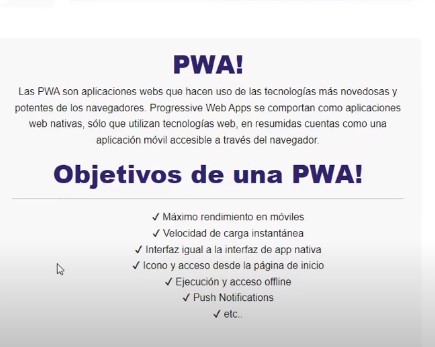 PWA!
Las PWA son aplicaciones webs que hacen uso de las tecnologías más novedosas y
potentes de los navegadores. Progressive Web Apps se comportan como aplicaciones
web nativas, sólo que utilizan tecnologías web, en resumidas cuentas como una
aplicación móvil accesible a través del navegador.
Objetivos de una PWA!
✓ Máximo rendimiento en móviles
✓ Velocidad de carga instantánea
✓ Interfaz igual a la interfaz de app nativa
✓ Icono y acceso desde la página de inicio
✓ Ejecución y acceso offline
✓ Push Notifications
✓ etc..